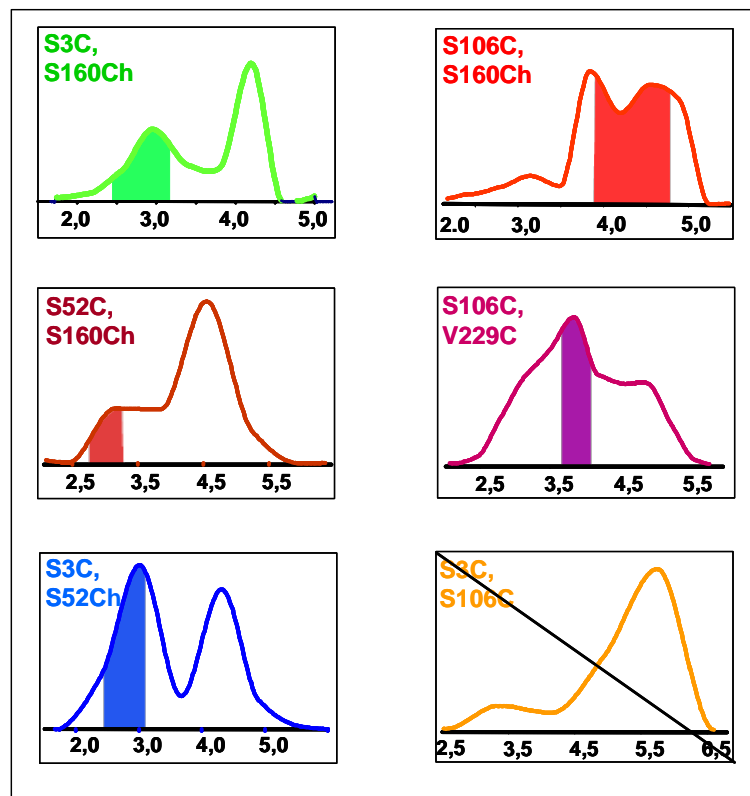 S3C,
S160Ch
2,0 3,0 4,0 5,0
S106C,
S160Ch
2.0 3,0 4,0 5,0
S52C,
S160Ch
2,5 3,5 4,5 5,5
S106C,
V229C
2,5 3,5 4,5 5,5
S3C,
S52Ch
2,0 3,0 4,0 5,0
S3C,
S106C
2,5 3,5 4,5 5,5 6,5